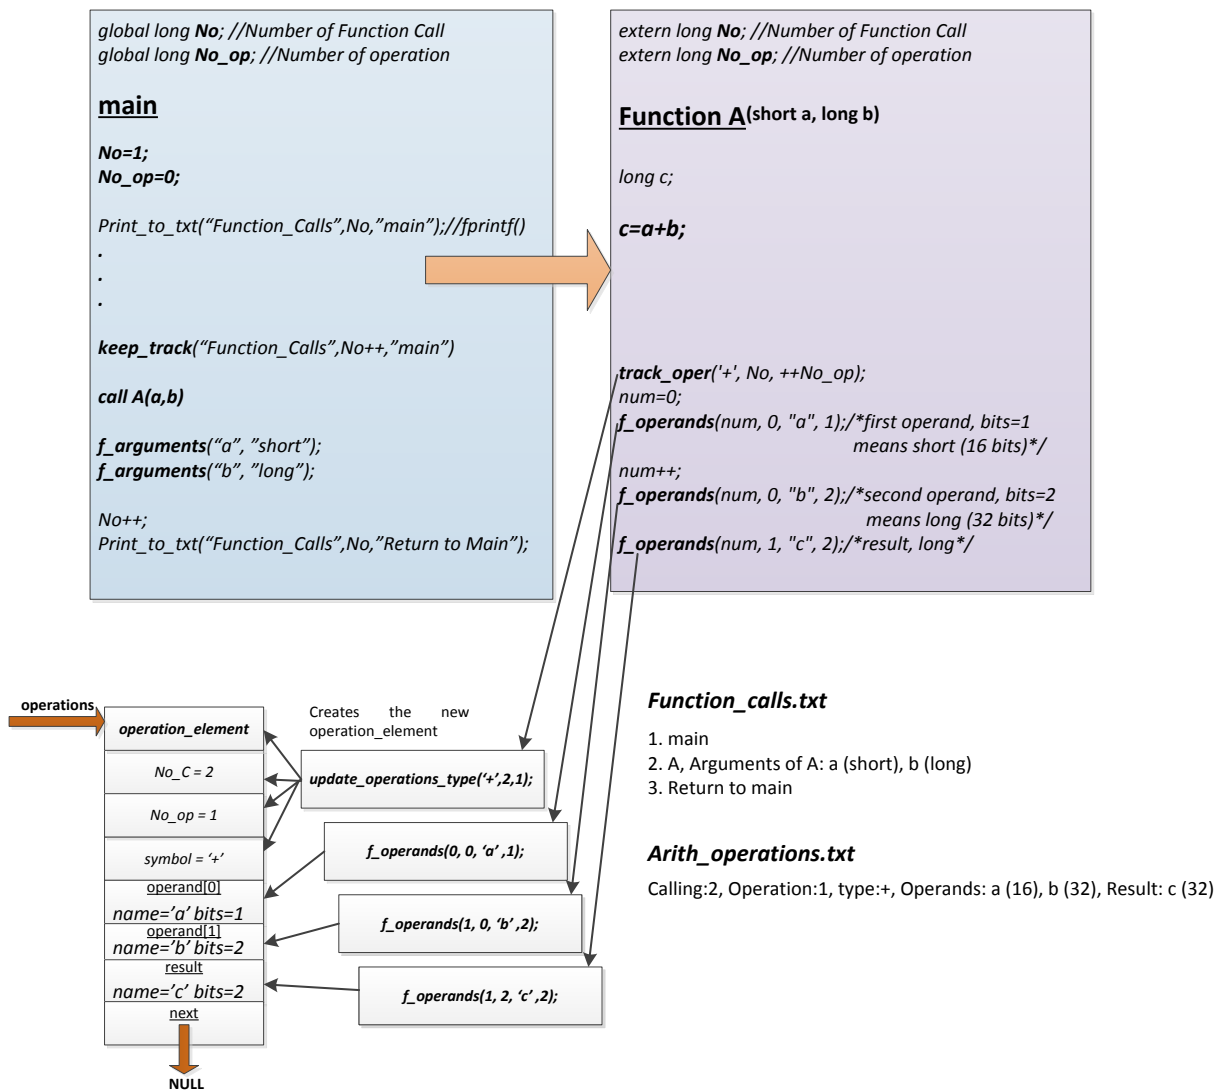 global long No; //Number of Function Call
global long No_op; //Number of operation
main
No=1;
No_op=0;
Print_to_txt(“Function_Calls”,No,”main”);//fprintf()
.
.
.
keep_track(“Function_Calls”,No++,”main”)
call A(a,b)
f_arguments(“a”, ”short”);
f_arguments(“b”, ”long”);
No++;
Print_to_txt(“Function_Calls”,No,”Return to Main”);
extern long No; //Number of Function Call
extern long No_op; //Number of operation
Function A(short a, long b)
long c;
c=a+b;
track_oper('+', No, ++No_op);
num=0;
f_operands(num, 0, "a", 1);/*first operand, bits=1
means short (16 bits)*/
num++;
f_operands(num, 0, "b", 2);/*second operand, bits=2
means long (32 bits)*/
f_operands(num, 1, "c", 2);/*result, long*/
operations
operation_element
No_C = 2
No_op = 1
symbol = ‘+’
operand[0]
name=’a’ bits=1
operand[1]
name=’b’ bits=2
result
name=’c’ bits=2
next
NULL
Creates the new
operation_element
update_operations_type(‘+’,2,1);
f_operands(0, 0, ‘a’ ,1);
f_operands(1, 0, ‘b’ ,2);
f_operands(1, 2, ‘c’ ,2);
Function_calls.txt
1. main
2. A, Arguments of A: a (short), b (long)
3. Return to main
Arith_operations.txt
Calling:2, Operation:1, type:+, Operands: a (16), b (32), Result: c (32)